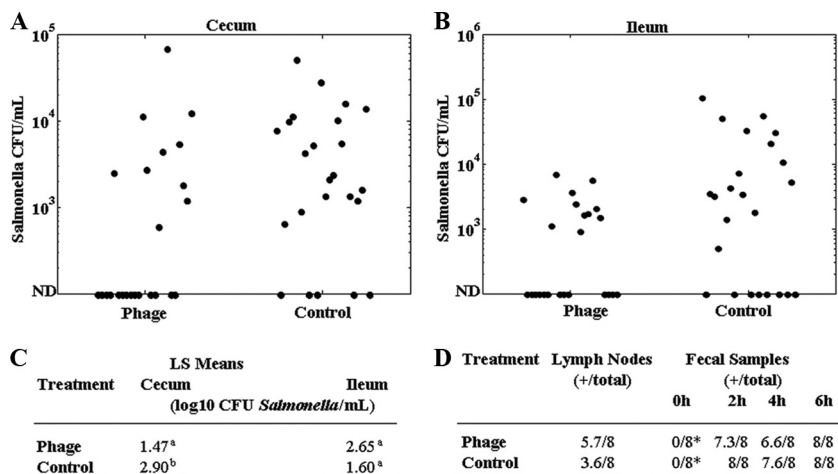 A
Cecum
Salmonella CFU/mL
10^5
10^4
10^3
ND
Phage
Control
B
Ileum
Salmonella CFU/mL
10^6
10^5
10^4
10^3
ND
Phage
Control
C
LS Means
Treatment Cecum Ileum
(log10 CFU Salmonella/mL)
Phage 1.47^a 2.65^a
Control 2.90^b 1.60^a
D
Treatment Lymph Nodes Fecal Samples
(+/total) (+/total)
0h 2h 4h 6h
Phage 5.7/8 0/8* 7.3/8 6.6/8 8/8
Control 3.6/8 0/8* 8/8 7.6/8 8/8